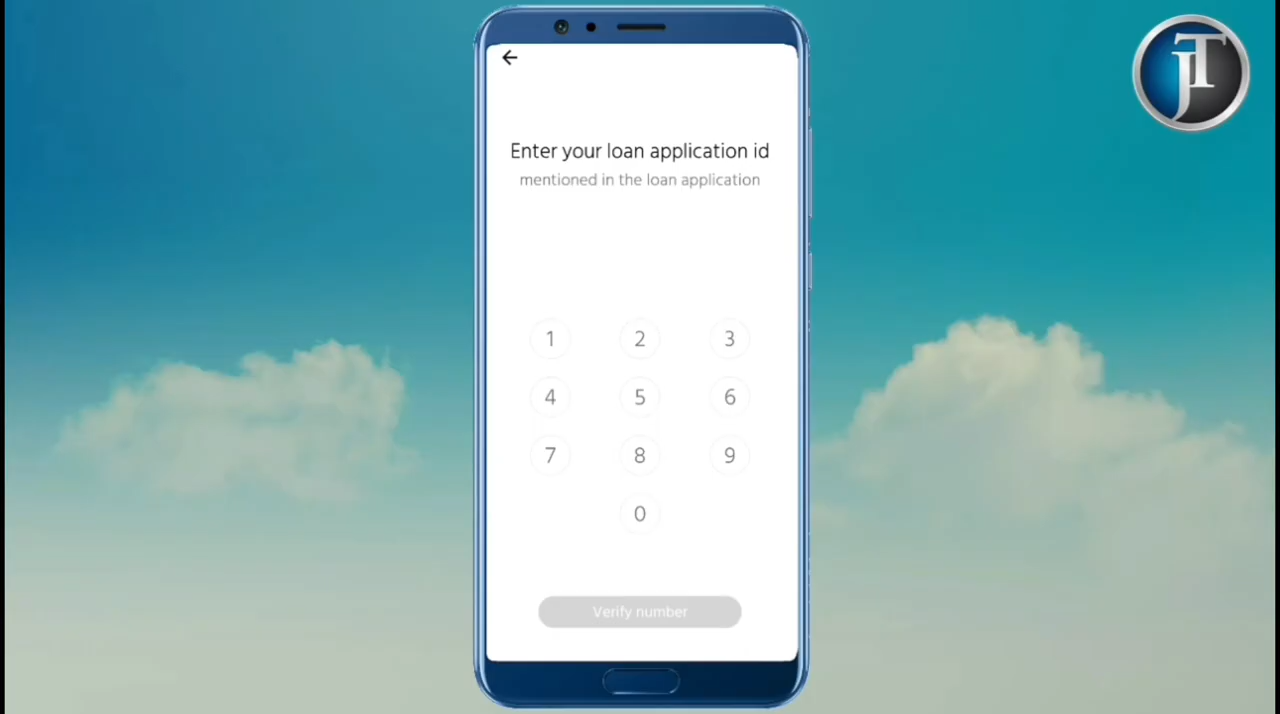 JT
Enter your loan application id
mentioned in the loan application
1 2 3
4 5 6
7 8 9
0
Verify number